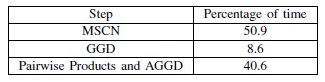 Step Percentage of time
MSCN 50.9
GGD 8.6
Pairwise Products and AGGD 40.6